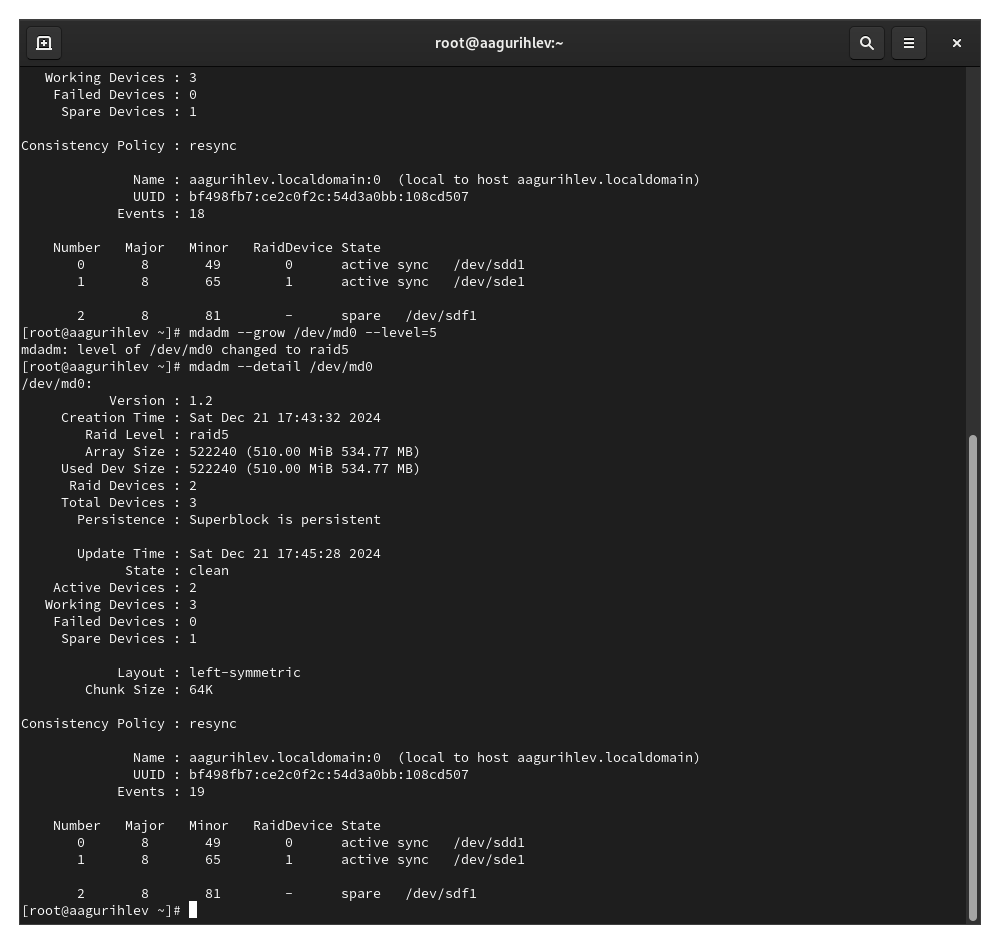 root@aagurihlev:~
Working Devices : 3
Failed Devices : 0
Spare Devices : 1
Consistency Policy : resync
Name : aagurihlev.localdomain:0  (local to host aagurihlev.localdomain)
UUID : bf498fb7:ce2c0f2c:54d3a0bb:108cd507
Events : 18
Number   Major   Minor   RaidDevice State
0       8       49        0      active sync   /dev/sdd1
1       8       65        1      active sync   /dev/sde1
2       8       81        -      spare   /dev/sdf1
[root@aagurihlev ~]# mdadm --grow /dev/md0 --level=5
mdadm: level of /dev/md0 changed to raid5
[root@aagurihlev ~]# mdadm --detail /dev/md0
/dev/md0:
Version : 1.2
Creation Time : Sat Dec 21 17:43:32 2024
Raid Level : raid5
Array Size : 522240 (510.00 MiB 534.77 MB)
Used Dev Size : 522240 (510.00 MiB 534.77 MB)
Raid Devices : 2
Total Devices : 3
Persistence : Superblock is persistent
Update Time : Sat Dec 21 17:45:28 2024
State : clean
Active Devices : 2
Working Devices : 3
Failed Devices : 0
Spare Devices : 1
Layout : left-symmetric
Chunk Size : 64K
Consistency Policy : resync
Name : aagurihlev.localdomain:0  (local to host aagurihlev.localdomain)
UUID : bf498fb7:ce2c0f2c:54d3a0bb:108cd507
Events : 19
Number   Major   Minor   RaidDevice State
0       8       49        0      active sync   /dev/sdd1
1       8       65        1      active sync   /dev/sde1
2       8       81        -      spare   /dev/sdf1
[root@aagurihlev ~]#